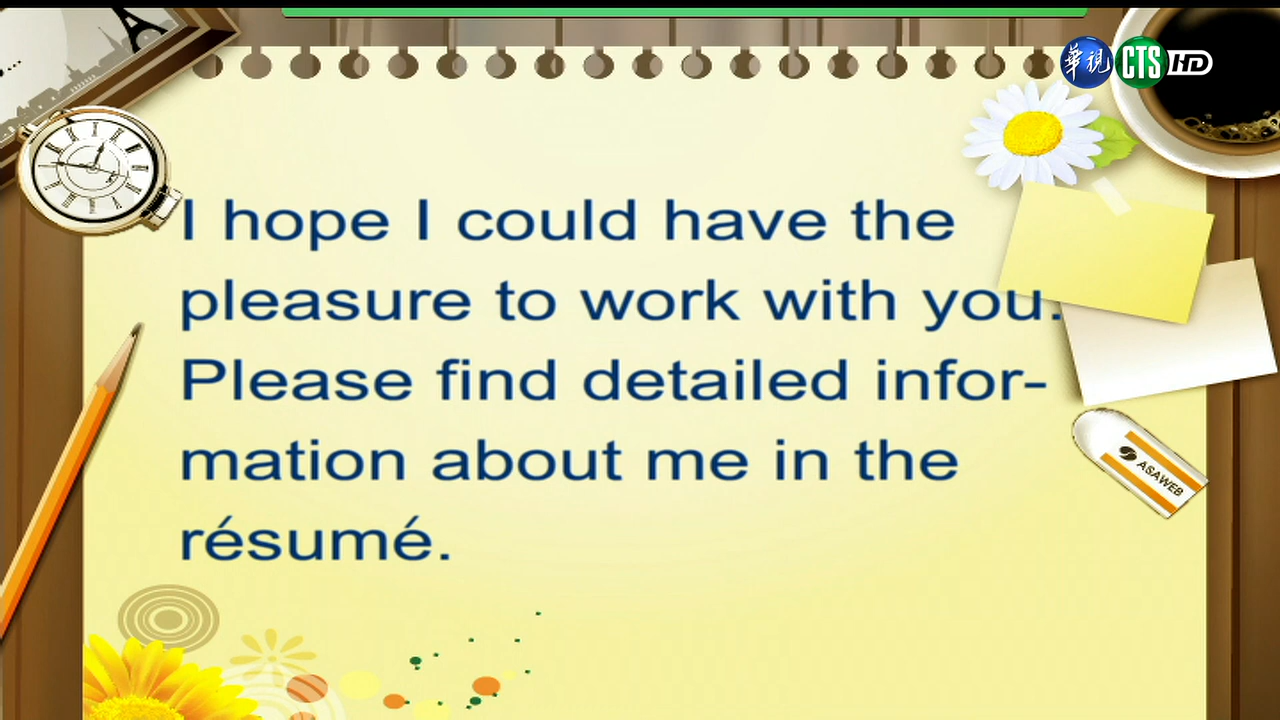 華視 CTS HD
I hope I could have the
pleasure to work with you.
Please find detailed infor-
mation about me in the
résumé.
ASAWEB